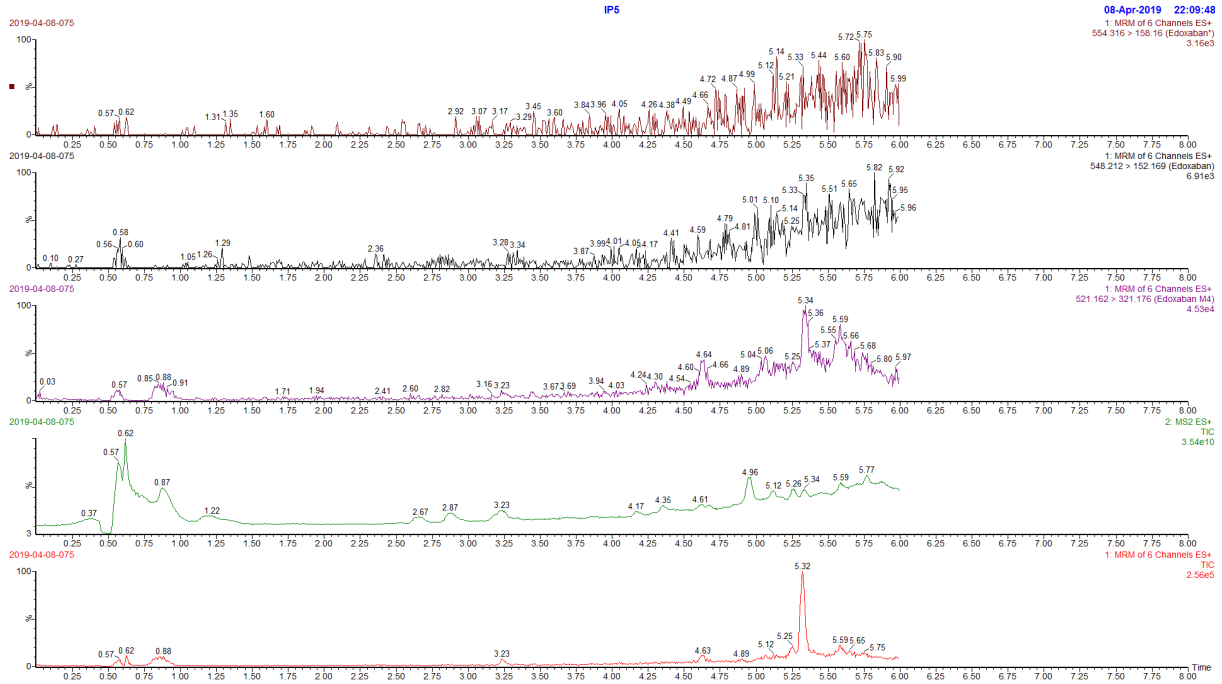 IP5
08-Apr-2019 22:09:48
2019-04-08-075
1: MRM of 6 Channels ES+
554.316 > 158.16 (Edoxaban*)
3.16e3
100
%
0
0.57 0.62 1.31 1.35 1.60 2.92 3.07 3.17 3.29 3.45 3.60 3.84 3.96 4.05 4.26 4.38 4.49 4.66 4.72 4.87 4.99 5.12 5.14 5.21 5.33 5.44 5.60 5.72 5.75 5.83 5.90 5.99
0.25 0.50 0.75 1.00 1.25 1.50 1.75 2.00 2.25 2.50 2.75 3.00 3.25 3.50 3.75 4.00 4.25 4.50 4.75 5.00 5.25 5.50 5.75 6.00 6.25 6.50 6.75 7.00 7.25 7.50 7.75 8.00
2019-04-08-075
1: MRM of 6 Channels ES+
548.212 > 152.169 (Edoxaban)
6.91e3
100
%
0
0.10 0.27 0.56 0.58 0.60 1.05 1.26 1.29 2.36 3.28 3.34 3.87 3.99 4.01 4.05 4.17 4.41 4.59 4.79 4.81 5.01 5.10 5.14 5.25 5.33 5.35 5.51 5.65 5.82 5.92 5.95 5.96
0.25 0.50 0.75 1.00 1.25 1.50 1.75 2.00 2.25 2.50 2.75 3.00 3.25 3.50 3.75 4.00 4.25 4.50 4.75 5.00 5.25 5.50 5.75 6.00 6.25 6.50 6.75 7.00 7.25 7.50 7.75 8.00
2019-04-08-075
1: MRM of 6 Channels ES+
521.162 > 321.176 (Edoxaban M4)
4.53e4
100
%
0
0.03 0.57 0.85 0.88 0.91 1.71 1.94 2.41 2.60 2.82 3.16 3.23 3.67 3.69 3.94 4.03 4.24 4.30 4.54 4.60 4.64 4.66 4.89 5.04 5.06 5.25 5.34 5.36 5.37 5.55 5.59 5.66 5.68 5.80 5.97
0.25 0.50 0.75 1.00 1.25 1.50 1.75 2.00 2.25 2.50 2.75 3.00 3.25 3.50 3.75 4.00 4.25 4.50 4.75 5.00 5.25 5.50 5.75 6.00 6.25 6.50 6.75 7.00 7.25 7.50 7.75 8.00
2019-04-08-075
2: MS2 ES+
TIC
3.54e10
%
3
0.37 0.57 0.62 0.87 1.22 2.67 2.87 3.23 4.17 4.35 4.61 4.96 5.12 5.26 5.34 5.59 5.77
0.25 0.50 0.75 1.00 1.25 1.50 1.75 2.00 2.25 2.50 2.75 3.00 3.25 3.50 3.75 4.00 4.25 4.50 4.75 5.00 5.25 5.50 5.75 6.00 6.25 6.50 6.75 7.00 7.25 7.50 7.75 8.00
2019-04-08-075
1: MRM of 6 Channels ES+
TIC
2.56e5
100
%
0
0.57 0.62 0.88 3.23 4.63 4.89 5.12 5.25 5.32 5.59 5.65 5.75
Time
0.25 0.50 0.75 1.00 1.25 1.50 1.75 2.00 2.25 2.50 2.75 3.00 3.25 3.50 3.75 4.00 4.25 4.50 4.75 5.00 5.25 5.50 5.75 6.00 6.25 6.50 6.75 7.00 7.25 7.50 7.75 8.00